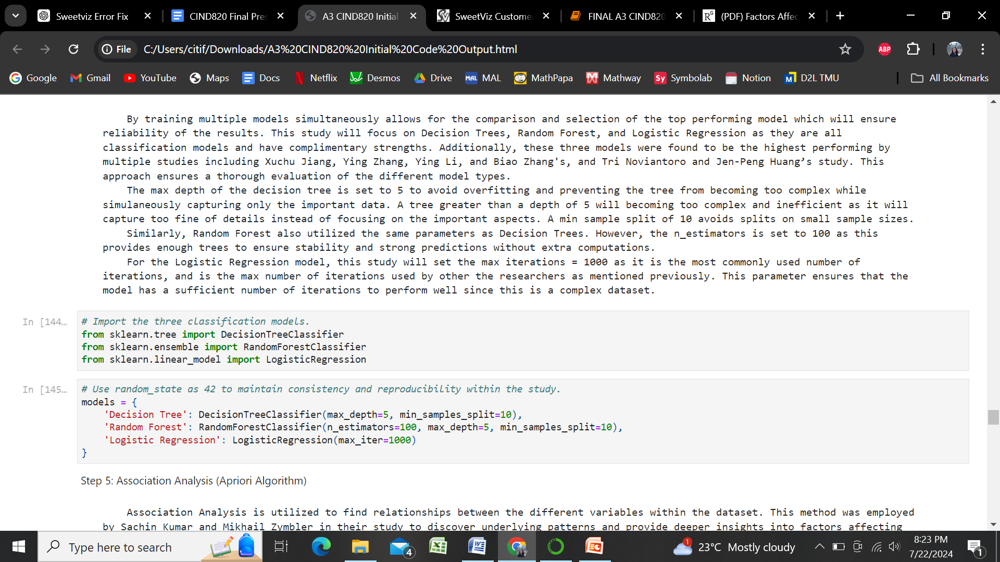 Sweetviz Error Fix
CIND820 Final Pres
A3 CIND820 Initial
SweetViz Custome
FINAL A3 CIND820
(PDF) Factors Affec
File
C:/Users/citif/Downloads/A3%20CIND820%20Initial%20Code%20Output.html
ABP
Google
Gmail
YouTube
Maps
Docs
Netflix
Desmos
Drive
MAL
MAL
MathPapa
Mathway
Sy
Symbolab
Notion
D2L TMU
All Bookmarks
By training multiple models simultaneously allows for the comparison and selection of the top performing model which will ensure
reliability of the results. This study will focus on Decision Trees, Random Forest, and Logistic Regression as they are all
classification models and have complimentary strengths. Additionally, these three models were found to be the highest performing by
multiple studies including Xuchu Jiang, Ying Zhang, Ying Li, and Biao Zhang's, and Tri Noviantoro and Jen-Peng Huang’s study. This
approach ensures a thorough evaluation of the different model types.
The max depth of the decision tree is set to 5 to avoid overfitting and preventing the tree from becoming too complex while
simulaneously capturing only the important data. A tree greater than a depth of 5 will becoming too complex and inefficient as it will
capture too fine of details instead of focusing on the important aspects. A min sample split of 10 avoids splits on small sample sizes.
Similarly, Random Forest also utilized the same parameters as Decision Trees. However, the n_estimators is set to 100 as this
provides enough trees to ensure stability and strong predictions without extra computations.
For the Logistic Regression model, this study will set the max iterations = 1000 as it is the most commonly used number of
iterations, and is the max number of iterations used by other the researchers as mentioned previously. This parameter ensures that the
model has a sufficient number of iterations to perform well since this is a complex dataset.
In [144…
# Import the three classification models.
from sklearn.tree import DecisionTreeClassifier
from sklearn.ensemble import RandomForestClassifier
from sklearn.linear_model import LogisticRegression
In [145…
# Use random_state as 42 to maintain consistency and reproducibility within the study.
models = {
'Decision Tree': DecisionTreeClassifier(max_depth=5, min_samples_split=10),
'Random Forest': RandomForestClassifier(n_estimators=100, max_depth=5, min_samples_split=10),
'Logistic Regression': LogisticRegression(max_iter=1000)
}
Step 5: Association Analysis (Apriori Algorithm)
Association Analysis is utilized to find relationships between the different variables within the dataset. This method was employed
by Sachin Kumar and Mikhail Zymbler in their study to discover underlying patterns and provide deeper insights into factors affecting
Type here to search
4
1
23°C Mostly cloudy
8:23 PM
7/22/2024
1